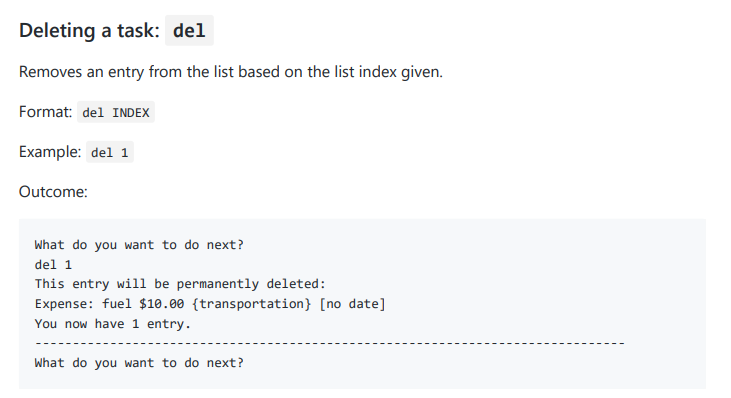 Deleting a task: del
Removes an entry from the list based on the list index given.
Format: del INDEX
Example: del 1
Outcome:
What do you want to do next?
del 1
This entry will be permanently deleted:
Expense: fuel $10.00 {transportation} [no date]
You now have 1 entry.
-------------------------------------------------------------------------------
What do you want to do next?